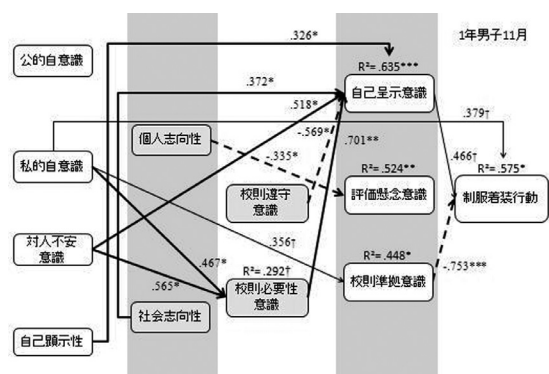 1年男子11月
公的自意識
私的自意識
対人不安
意識
自己顕示性
個人志向性
社会志向性
校則遵守
意識
R²= .292†
校則必要性
意識
R²= .635***
自己呈示意識
R²= .524**
評価懸念意識
R²= .448*
校則準拠意識
R²= .575*
制服着装行動
.326*
.372*
.518*
-.569*
-.335*
.701**
.379†
.466†
.356†
.467*
.565*
-.753***